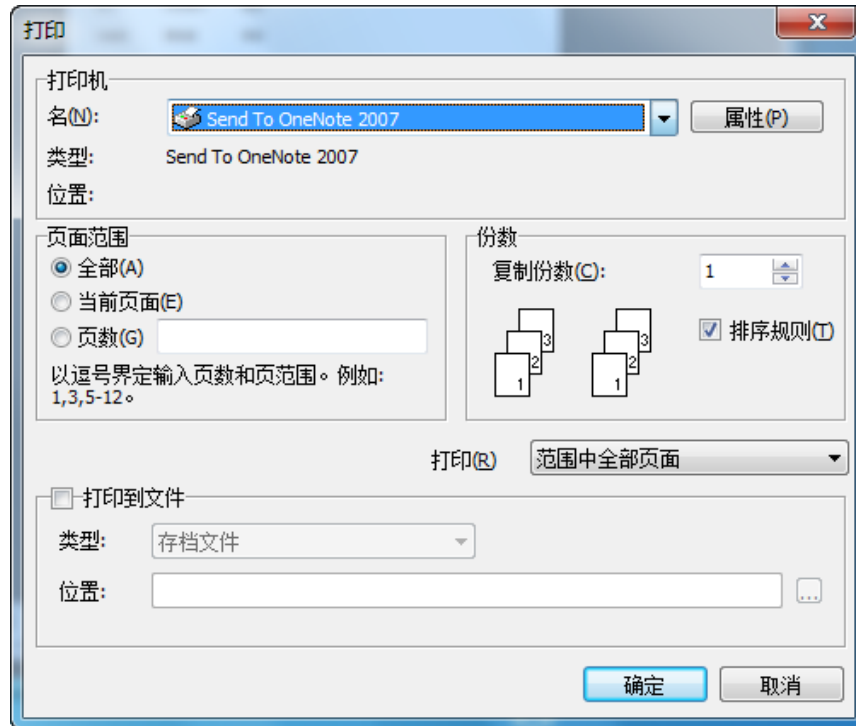 打印
打印机
名(N):
Send To OneNote 2007
属性(P)
类型:
Send To OneNote 2007
位置:
页面范围
全部(A)
当前页面(E)
页数(G)
以逗号界定输入页数和页范围。例如:
1,3,5-12。
份数
复制份数(C):
1
1
2
3
1
2
3
排序规则(T)
打印(R)
范围中全部页面
打印到文件
类型:
存档文件
位置:
...
确定
取消